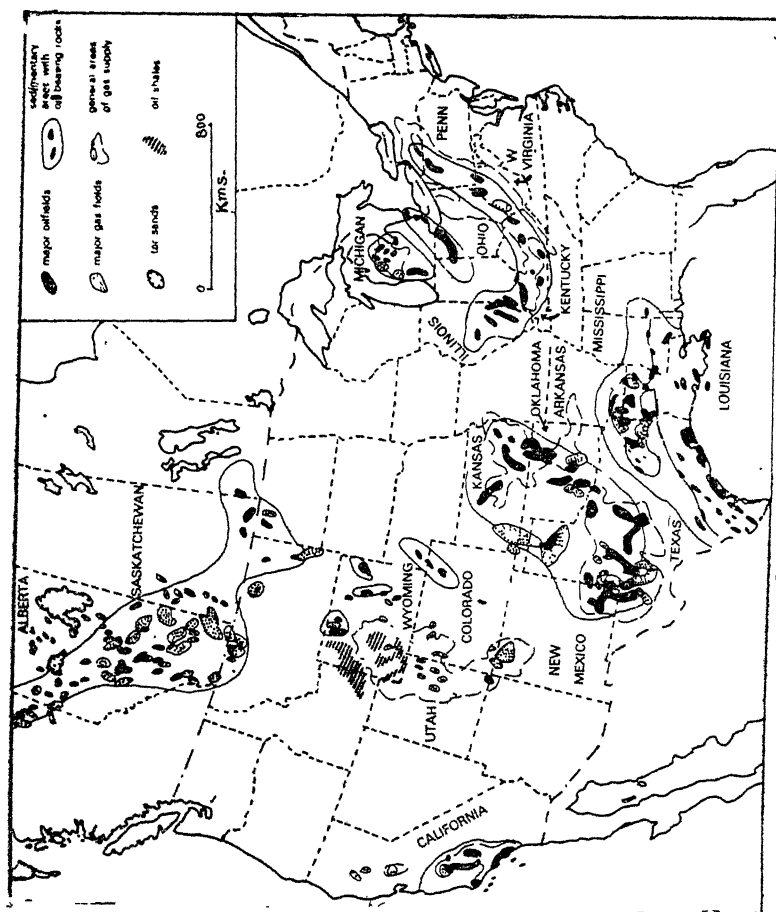 major oilfields
sedimentary
areas with
oil bearing rocks
major gas fields
general areas
of gas supply
tar sands
oil shales
0 800
Kms.
ALBERTA
SASKATCHEWAN
MICHIGAN
PENN
OHIO
W
VIRGINIA
ILLINOIS
KENTUCKY
WYOMING
KANSAS
OKLAHOMA
ARKANSAS
MISSISSIPPI
COLORADO
UTAH
CALIFORNIA
NEW
MEXICO
TEXAS
LOUISIANA